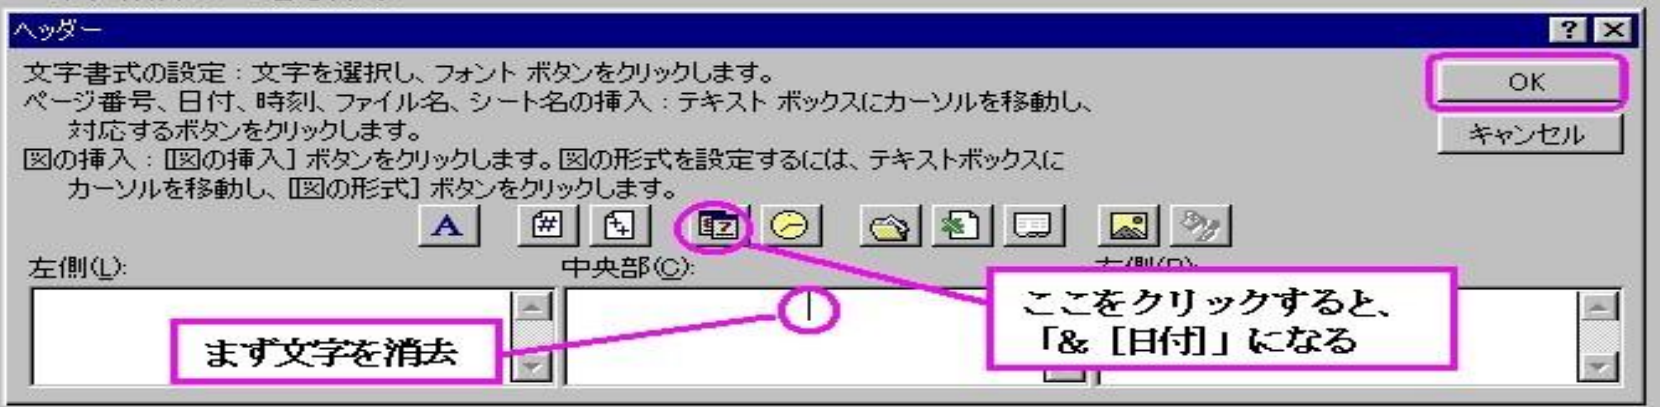 ヘッダー
文字書式の設定：文字を選択し、フォント ボタンをクリックします。
OK
ページ番号、日付、時刻、ファイル名、シート名の挿入：テキスト ボックスにカーソルを移動し、
対応するボタンをクリックします。
キャンセル
図の挿入：[図の挿入] ボタンをクリックします。図の形式を設定するには、テキストボックスに
カーソルを移動し、[図の形式] ボタンをクリックします。
左側(L):
中央部(C):
ここをクリックすると、
「&［日付］」になる
まず文字を消去